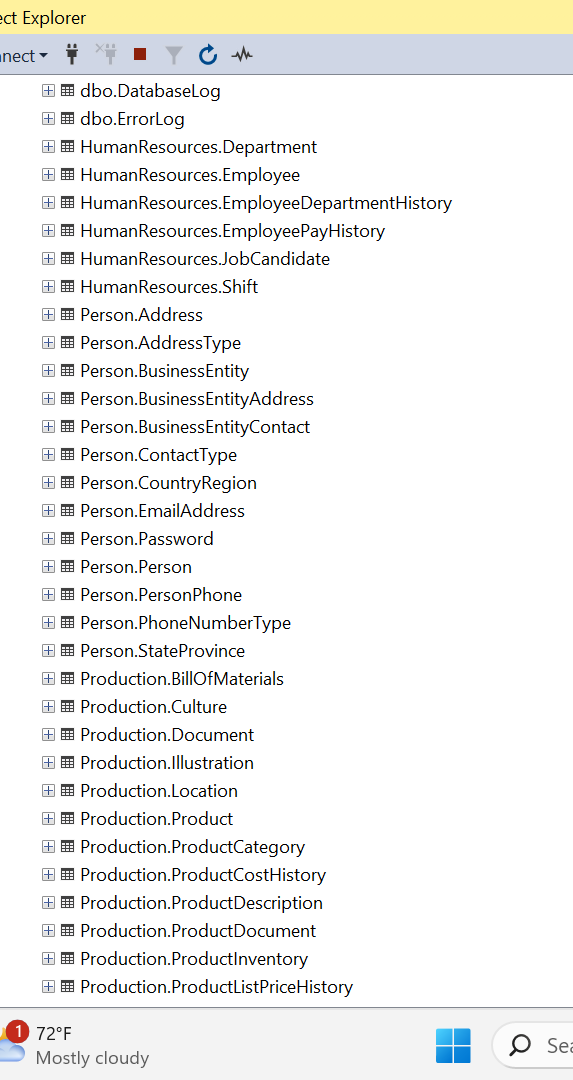 ect Explorer
nnect
dbo.DatabaseLog
dbo.ErrorLog
HumanResources.Department
HumanResources.Employee
HumanResources.EmployeeDepartmentHistory
HumanResources.EmployeePayHistory
HumanResources.JobCandidate
HumanResources.Shift
Person.Address
Person.AddressType
Person.BusinessEntity
Person.BusinessEntityAddress
Person.BusinessEntityContact
Person.ContactType
Person.CountryRegion
Person.EmailAddress
Person.Password
Person.Person
Person.PersonPhone
Person.PhoneNumberType
Person.StateProvince
Production.BillOfMaterials
Production.Culture
Production.Document
Production.Illustration
Production.Location
Production.Product
Production.ProductCategory
Production.ProductCostHistory
Production.ProductDescription
Production.ProductDocument
Production.ProductInventory
Production.ProductListPriceHistory
1
72°F
Mostly cloudy
Sea